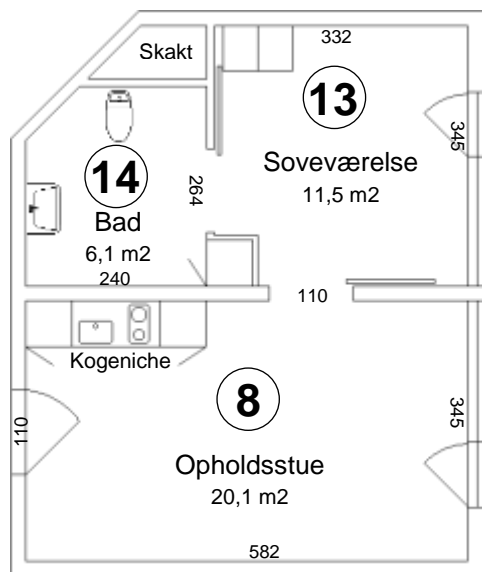 332
Skakt
13
345
Soveværelse
11,5 m2
14
264
Bad
6,1 m2
240
110
Kogeniche
8
345
110
Opholdsstue
20,1 m2
582